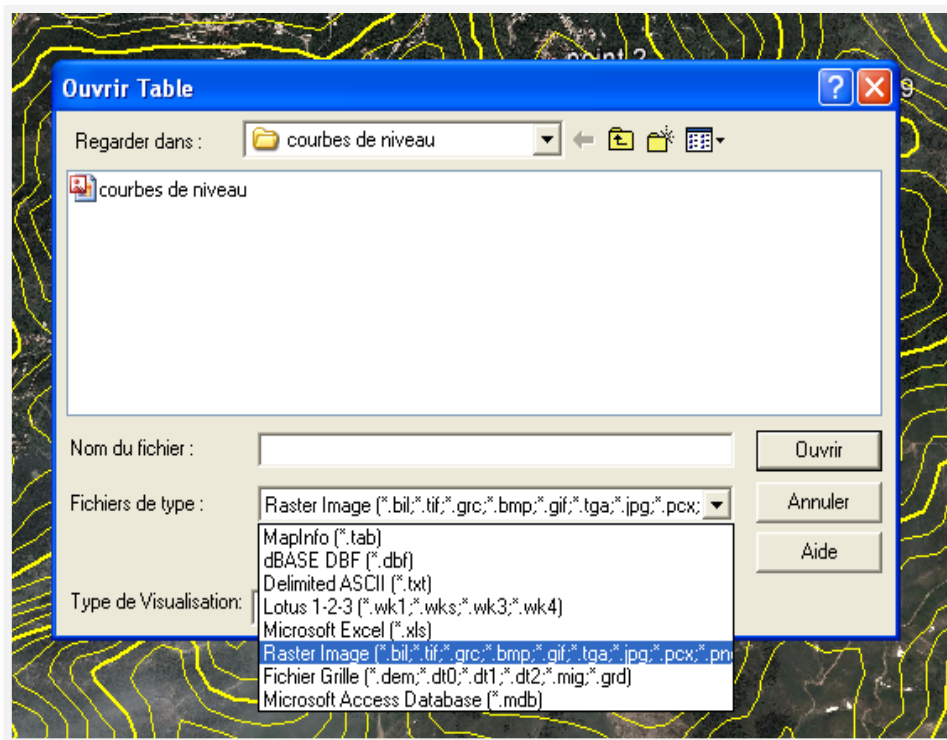 point 2
9
Ouvrir Table
Regarder dans :
courbes de niveau
courbes de niveau
Nom du fichier :
Ouvrir
Fichiers de type :
Raster Image (*.bil;*.tif;*.grc;*.bmp;*.gif;*.tga;*.jpg;*.pcx;
Annuler
MapInfo (*.tab)
dBASE DBF (*.dbf)
Aide
Delimited ASCII (*.txt)
Type de Visualisation:
Lotus 1-2-3 (*.wk1;*.wks;*.wk3;*.wk4)
Microsoft Excel (*.xls)
Raster Image (*.bil;*.tif;*.grc;*.bmp;*.gif;*.tga;*.jpg;*.pcx;*.pn
Fichier Grille (*.dem;*.dt0;*.dt1;*.dt2;*.mig;*.grd)
Microsoft Access Database (*.mdb)